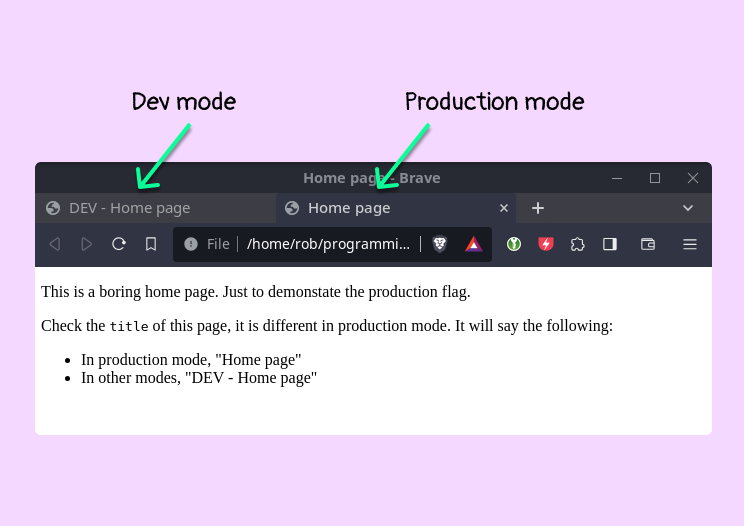 Dev mode
Production mode
Home page - Brave
DEV - Home page
Home page
File
/home/rob/programmi...
This is a boring home page. Just to demonstate the production flag.
Check the title of this page, it is different in production mode. It will say the following:
• In production mode, "Home page"
• In other modes, "DEV - Home page"